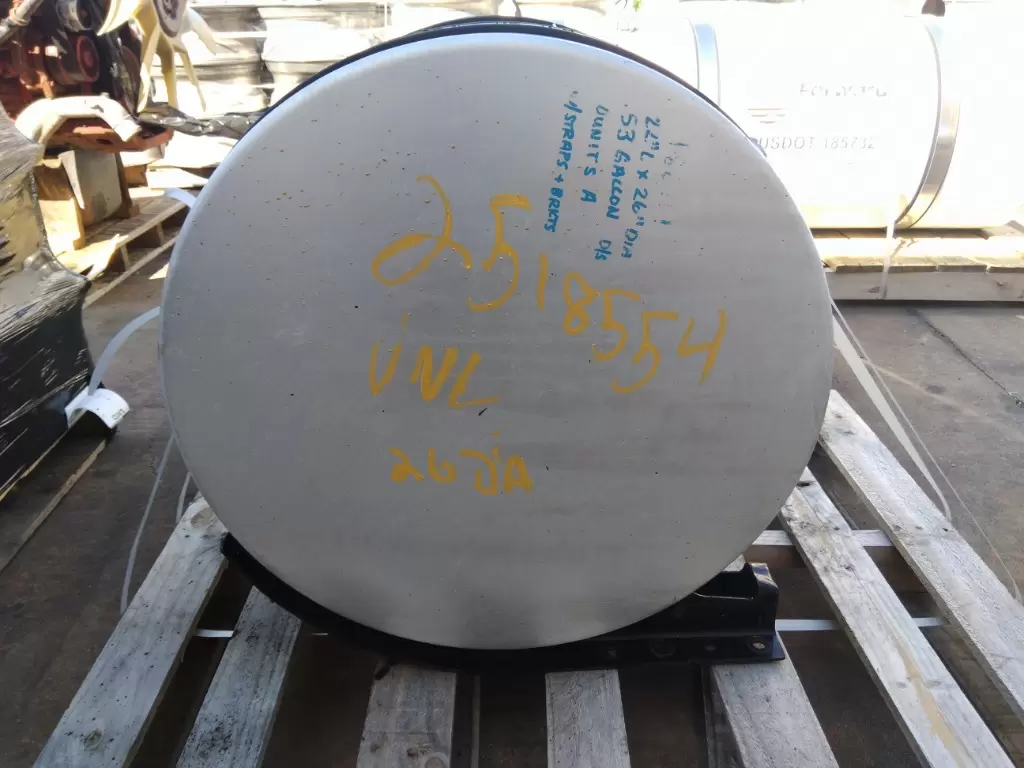 22"L x 26" DIA
53 GALLON D/S
UNITS A
W/STRAPS + BRKTS
2518554
VNL
26 DIA
USDOT 185732